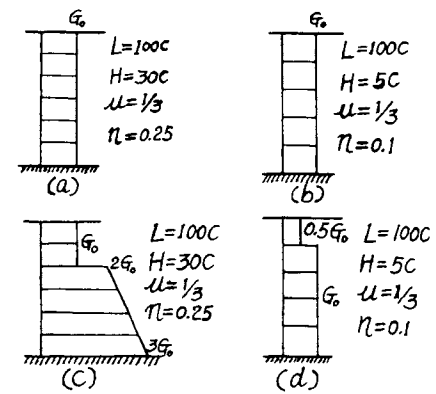 G₀
L=100C
H=30C
μ=1/3
η=0.25
(a)
G₀
L=100C
H=5C
μ=1/3
η=0.1
(b)
G₀
2G₀
3G₀
L=100C
H=30C
μ=1/3
η=0.25
(C)
0.5G₀
G₀
L=100C
H=5C
μ=1/3
η=0.1
(d)